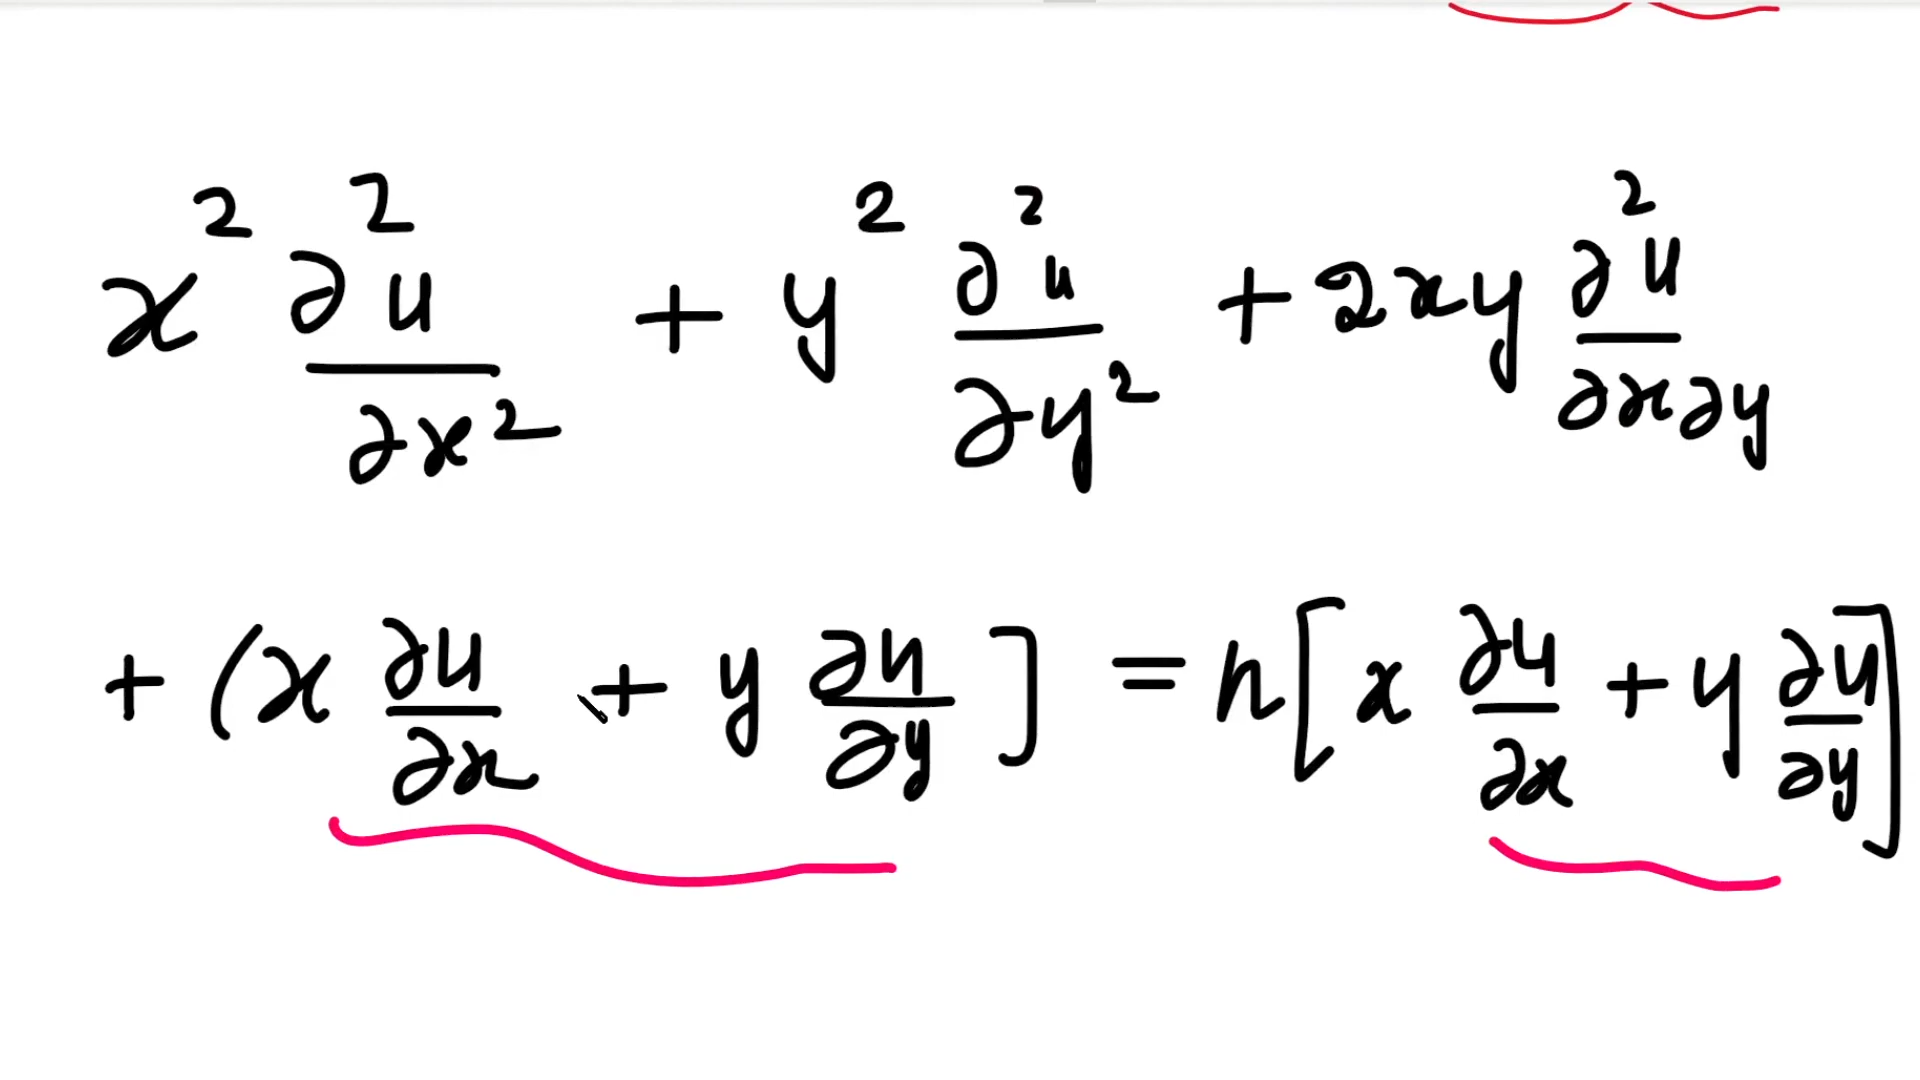 x² ∂²u/∂x² + y² ∂²u/∂y² + 2xy ∂²u/∂x∂y
+ (x ∂u/∂x + y ∂u/∂y ] = n[x ∂u/∂x + y ∂u/∂y]